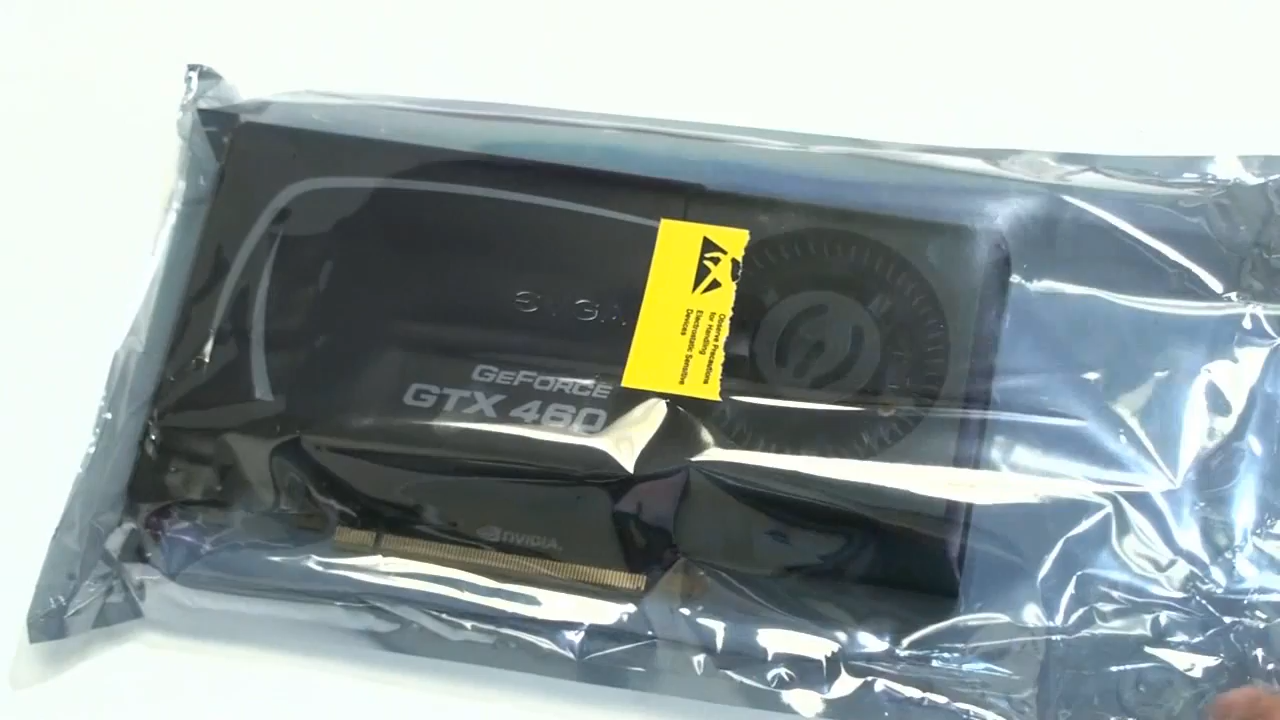 EVGA
GEFORCE
GTX 460
NVIDIA
Observe Precautions
for Handling
Electrostatic Sensitive
Devices